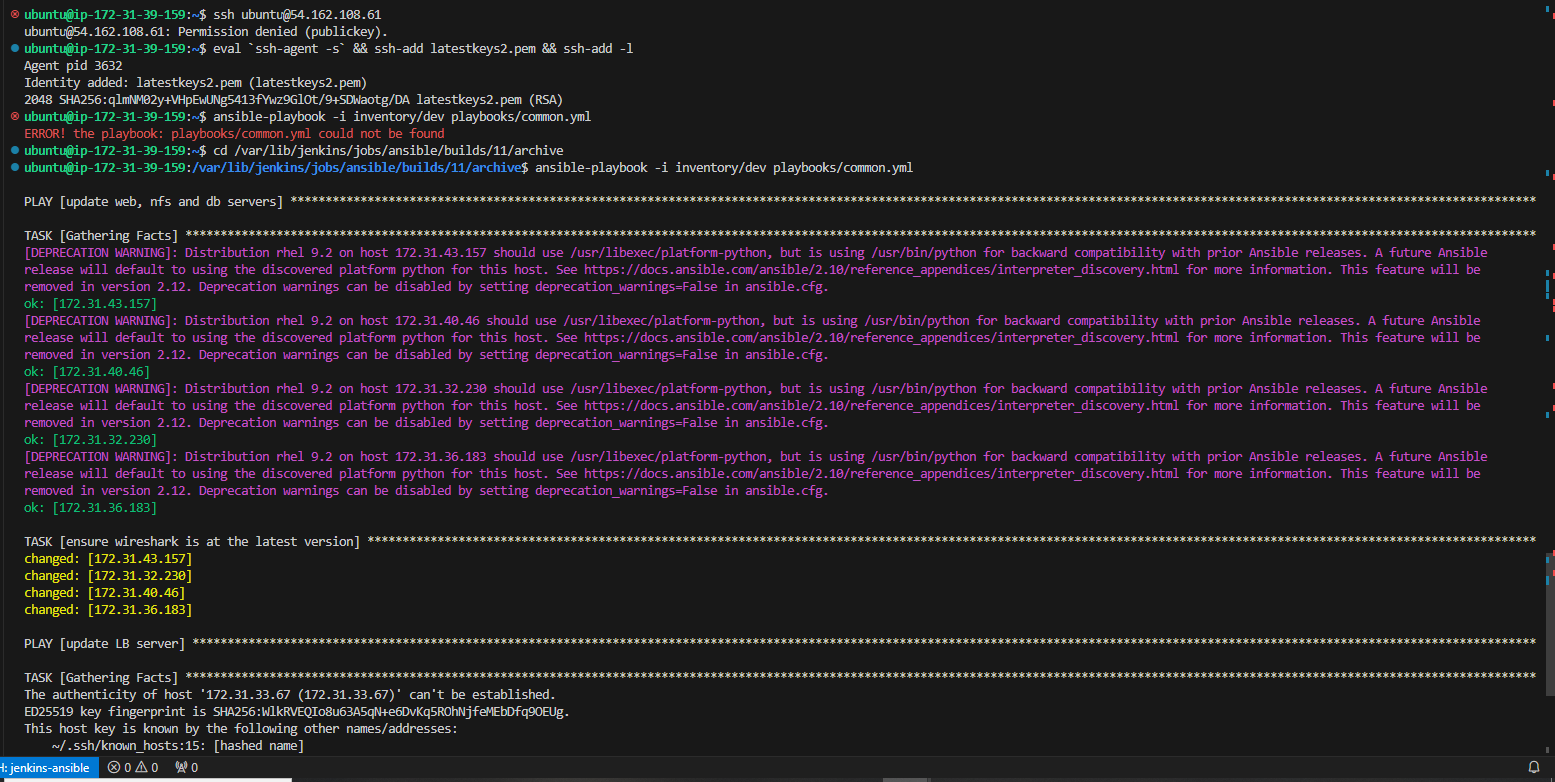 ubuntu@ip-172-31-39-159:~$ ssh ubuntu@54.162.108.61
ubuntu@54.162.108.61: Permission denied (publickey).
ubuntu@ip-172-31-39-159:~$ eval `ssh-agent -s` && ssh-add latestkeys2.pem && ssh-add -l
Agent pid 3632
Identity added: latestkeys2.pem (latestkeys2.pem)
2048 SHA256:qlmNM02y+VHpEwUNg5413fYwz9GlOt/9+SDWaotg/DA latestkeys2.pem (RSA)
ubuntu@ip-172-31-39-159:~$ ansible-playbook -i inventory/dev playbooks/common.yml
ERROR! the playbook: playbooks/common.yml could not be found
ubuntu@ip-172-31-39-159:~$ cd /var/lib/jenkins/jobs/ansible/builds/11/archive
ubuntu@ip-172-31-39-159:/var/lib/jenkins/jobs/ansible/builds/11/archive$ ansible-playbook -i inventory/dev playbooks/common.yml
PLAY [update web, nfs and db servers] ******************************************************************************************************************************************************************************
TASK [Gathering Facts] *********************************************************************************************************************************************************************************************
[DEPRECATION WARNING]: Distribution rhel 9.2 on host 172.31.43.157 should use /usr/libexec/platform-python, but is using /usr/bin/python for backward compatibility with prior Ansible releases. A future Ansible
release will default to using the discovered platform python for this host. See https://docs.ansible.com/ansible/2.10/reference_appendices/interpreter_discovery.html for more information. This feature will be
removed in version 2.12. Deprecation warnings can be disabled by setting deprecation_warnings=False in ansible.cfg.
ok: [172.31.43.157]
[DEPRECATION WARNING]: Distribution rhel 9.2 on host 172.31.40.46 should use /usr/libexec/platform-python, but is using /usr/bin/python for backward compatibility with prior Ansible releases. A future Ansible
release will default to using the discovered platform python for this host. See https://docs.ansible.com/ansible/2.10/reference_appendices/interpreter_discovery.html for more information. This feature will be
removed in version 2.12. Deprecation warnings can be disabled by setting deprecation_warnings=False in ansible.cfg.
ok: [172.31.40.46]
[DEPRECATION WARNING]: Distribution rhel 9.2 on host 172.31.32.230 should use /usr/libexec/platform-python, but is using /usr/bin/python for backward compatibility with prior Ansible releases. A future Ansible
release will default to using the discovered platform python for this host. See https://docs.ansible.com/ansible/2.10/reference_appendices/interpreter_discovery.html for more information. This feature will be
removed in version 2.12. Deprecation warnings can be disabled by setting deprecation_warnings=False in ansible.cfg.
ok: [172.31.32.230]
[DEPRECATION WARNING]: Distribution rhel 9.2 on host 172.31.36.183 should use /usr/libexec/platform-python, but is using /usr/bin/python for backward compatibility with prior Ansible releases. A future Ansible
release will default to using the discovered platform python for this host. See https://docs.ansible.com/ansible/2.10/reference_appendices/interpreter_discovery.html for more information. This feature will be
removed in version 2.12. Deprecation warnings can be disabled by setting deprecation_warnings=False in ansible.cfg.
ok: [172.31.36.183]
TASK [ensure wireshark is at the latest version] *******************************************************************************************************************************************************************
changed: [172.31.43.157]
changed: [172.31.32.230]
changed: [172.31.40.46]
changed: [172.31.36.183]
PLAY [update LB server] ********************************************************************************************************************************************************************************************
TASK [Gathering Facts] *********************************************************************************************************************************************************************************************
The authenticity of host '172.31.33.67 (172.31.33.67)' can't be established.
ED25519 key fingerprint is SHA256:WlkRVEQIo8u63A5qN+e6DvKq5ROhNjfeMEbDfq9OEUg.
This host key is known by the following other names/addresses:
~/.ssh/known_hosts:15: [hashed name]
H: jenkins-ansible 0 0 0